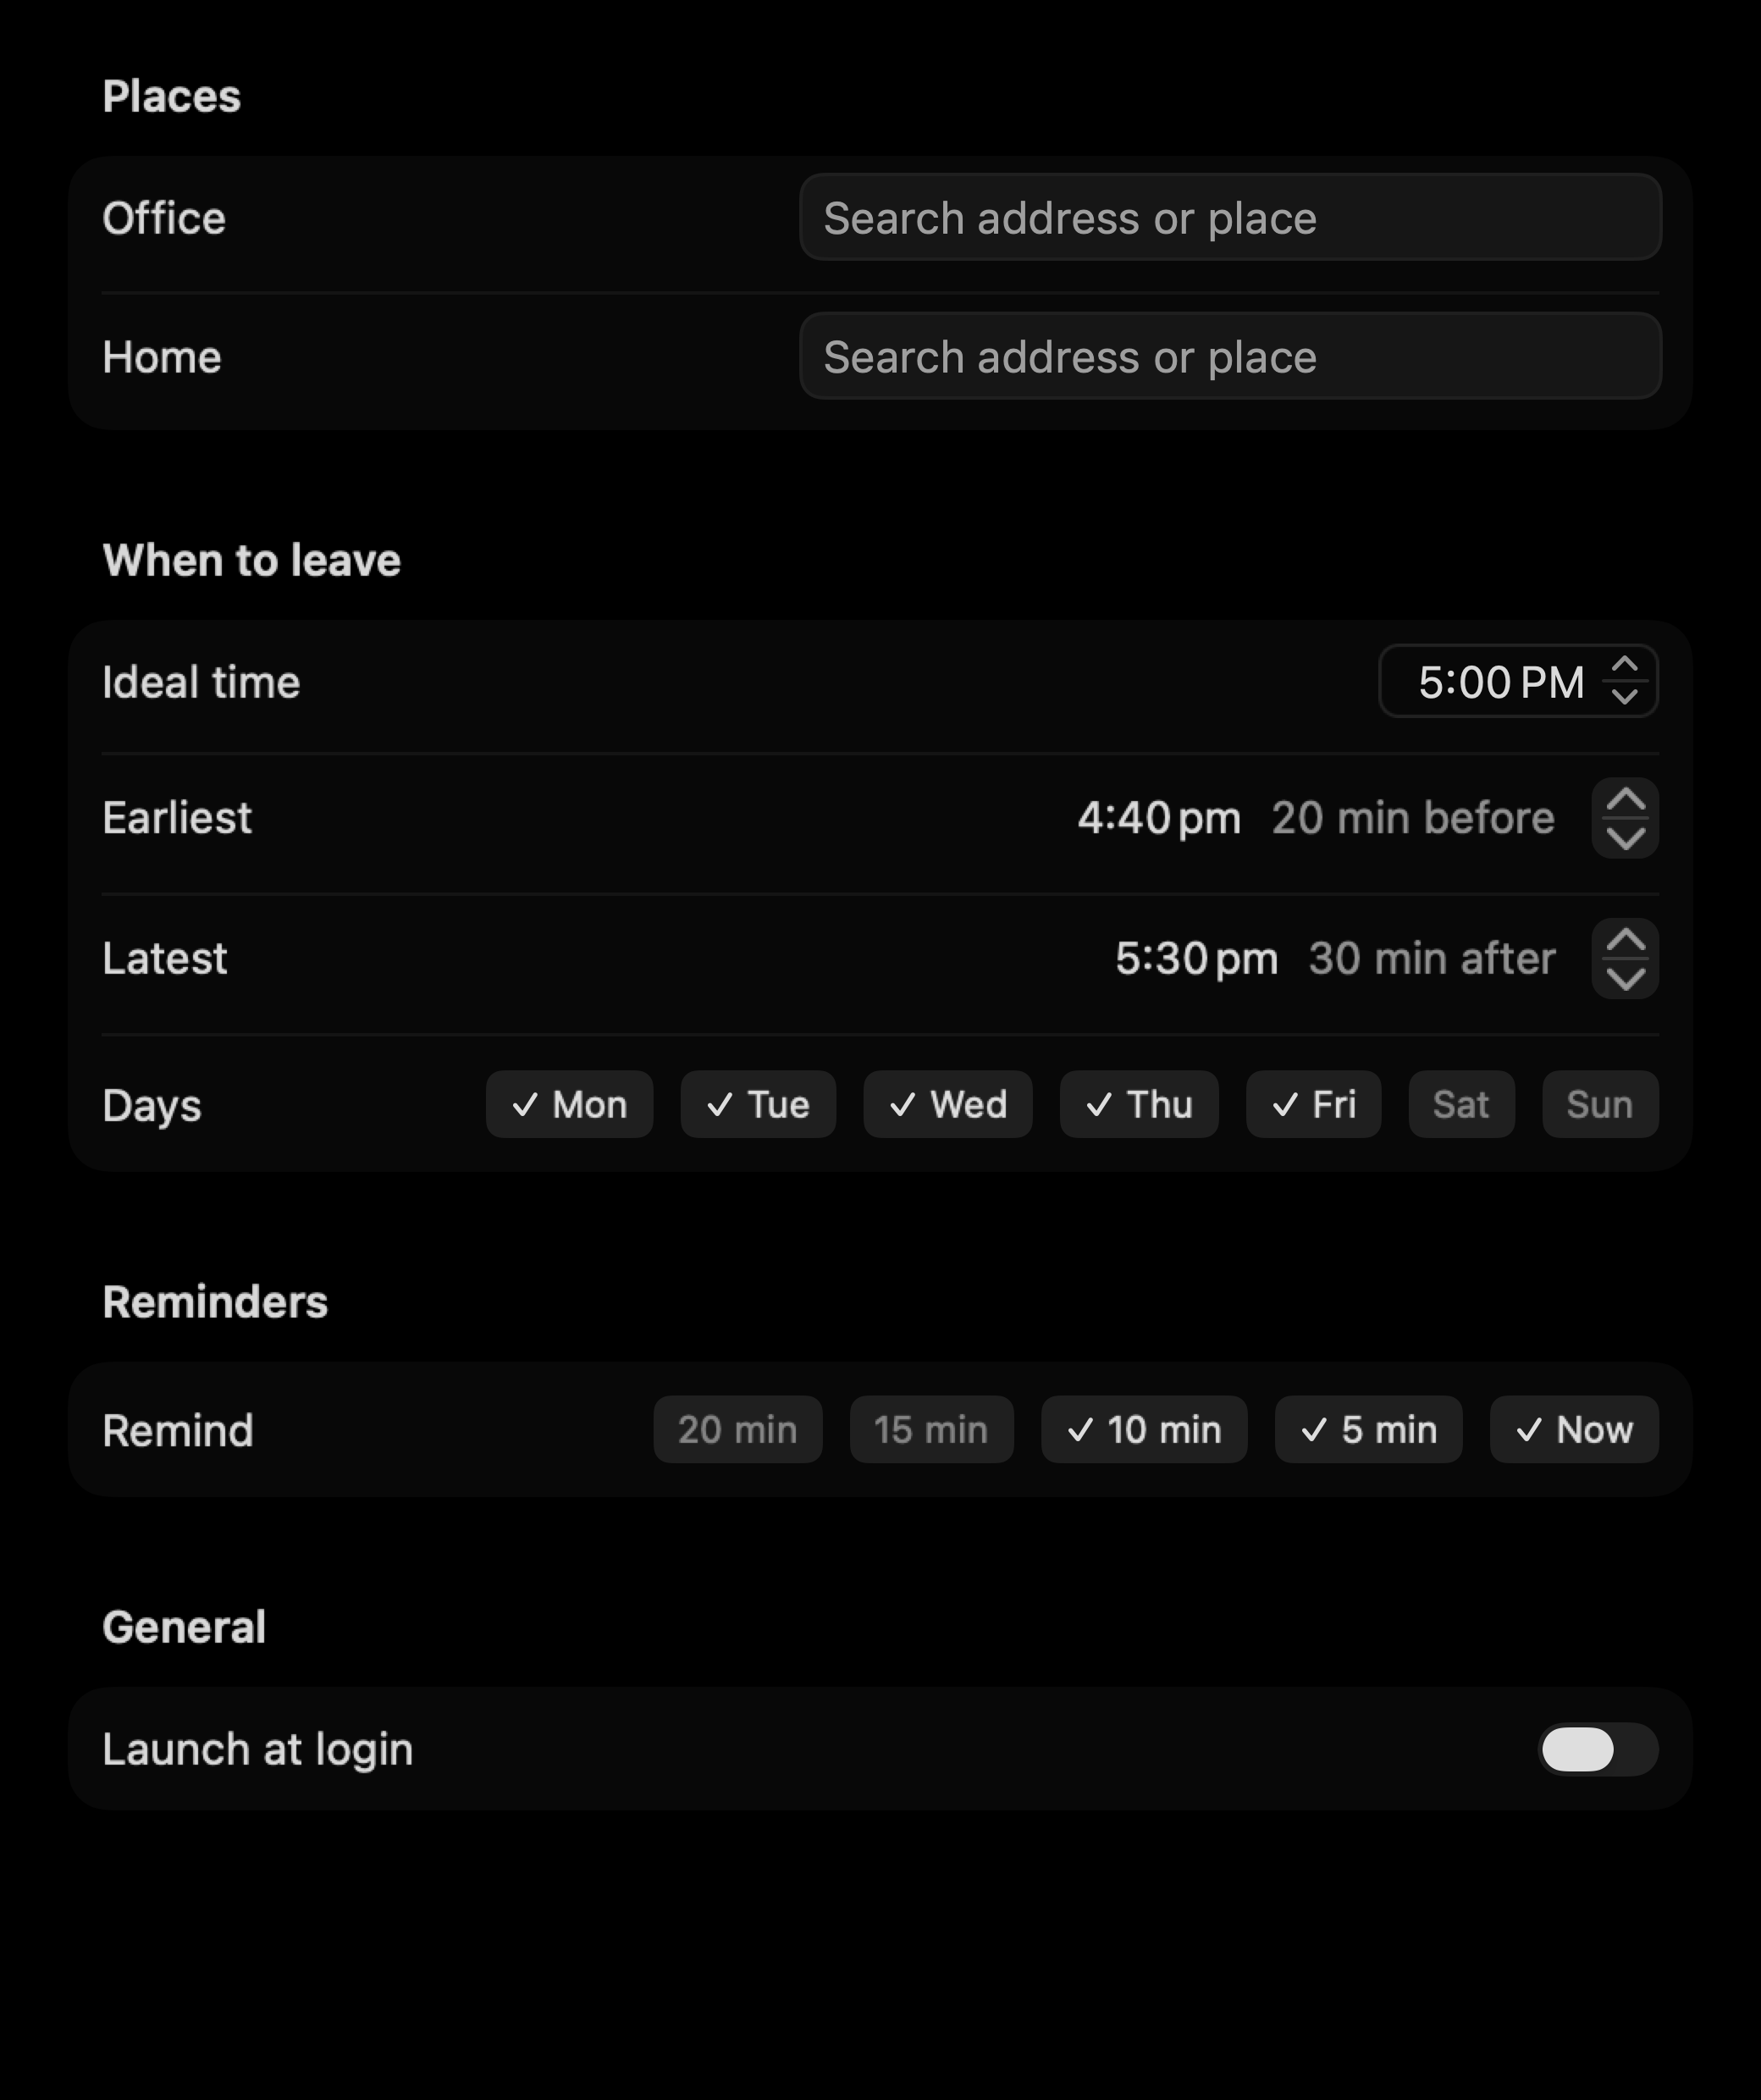 Places
Office Search address or place
Home Search address or place
When to leave
Ideal time 5:00 PM
Earliest 4:40 pm 20 min before
Latest 5:30 pm 30 min after
Days ✓ Mon ✓ Tue ✓ Wed ✓ Thu ✓ Fri Sat Sun
Reminders
Remind 20 min 15 min ✓ 10 min ✓ 5 min ✓ Now
General
Launch at login